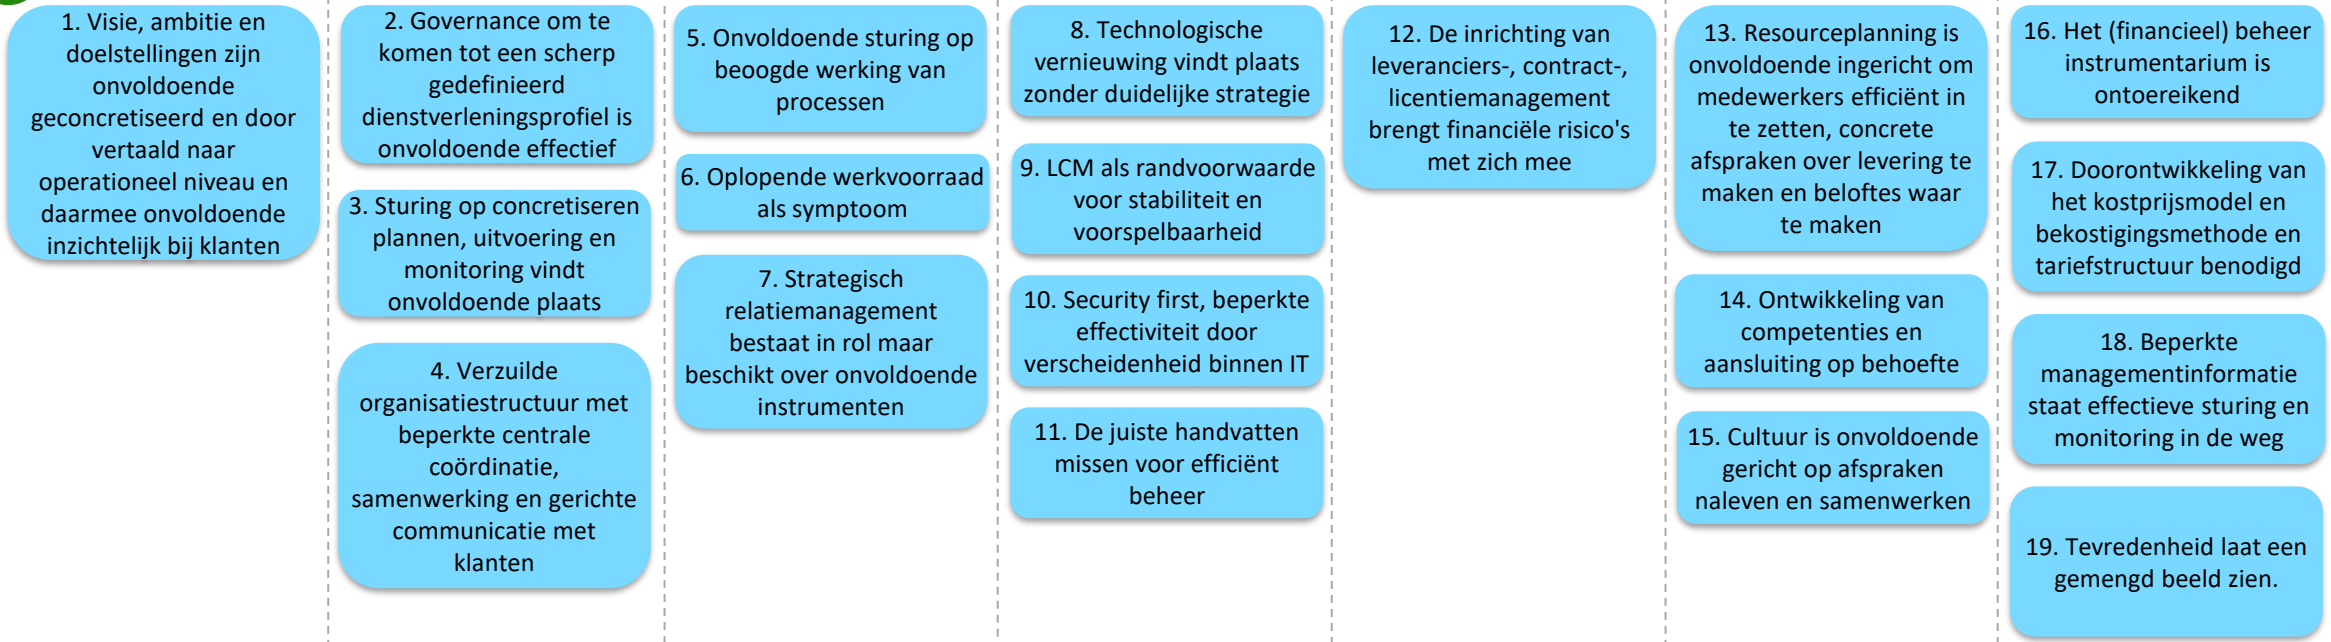 1. Visie, ambitie en
doelstellingen zijn
onvoldoende
geconcretiseerd en door
vertaald naar
operationeel niveau en
daarmee onvoldoende
inzichtelijk bij klanten
2. Governance om te
komen tot een scherp
gedefinieerd
dienstverleningsprofiel is
onvoldoende effectief
3. Sturing op concretiseren
plannen, uitvoering en
monitoring vindt
onvoldoende plaats
4. Verzuilde
organisatiestructuur met
beperkte centrale
coördinatie,
samenwerking en gerichte
communicatie met
klanten
5. Onvoldoende sturing op
beoogde werking van
processen
6. Oplopende werkvoorraad
als symptoom
7. Strategisch
relatiemanagement
bestaat in rol maar
beschikt over onvoldoende
instrumenten
8. Technologische
vernieuwing vindt plaats
zonder duidelijke strategie
9. LCM als randvoorwaarde
voor stabiliteit en
voorspelbaarheid
10. Security first, beperkte
effectiviteit door
verscheidenheid binnen IT
11. De juiste handvatten
missen voor efficiënt
beheer
12. De inrichting van
leveranciers-, contract-,
licentiemanagement
brengt financiële risico's
met zich mee
13. Resourceplanning is
onvoldoende ingericht om
medewerkers efficiënt in
te zetten, concrete
afspraken over levering te
maken en beloftes waar
te maken
14. Ontwikkeling van
competenties en
aansluiting op behoefte
15. Cultuur is onvoldoende
gericht op afspraken
naleven en samenwerken
16. Het (financieel) beheer
instrumentarium is
ontoereikend
17. Doorontwikkeling van
het kostprijsmodel en
bekostigingsmethode en
tariefstructuur benodigd
18. Beperkte
managementinformatie
staat effectieve sturing en
monitoring in de weg
19. Tevredenheid laat een
gemengd beeld zien.